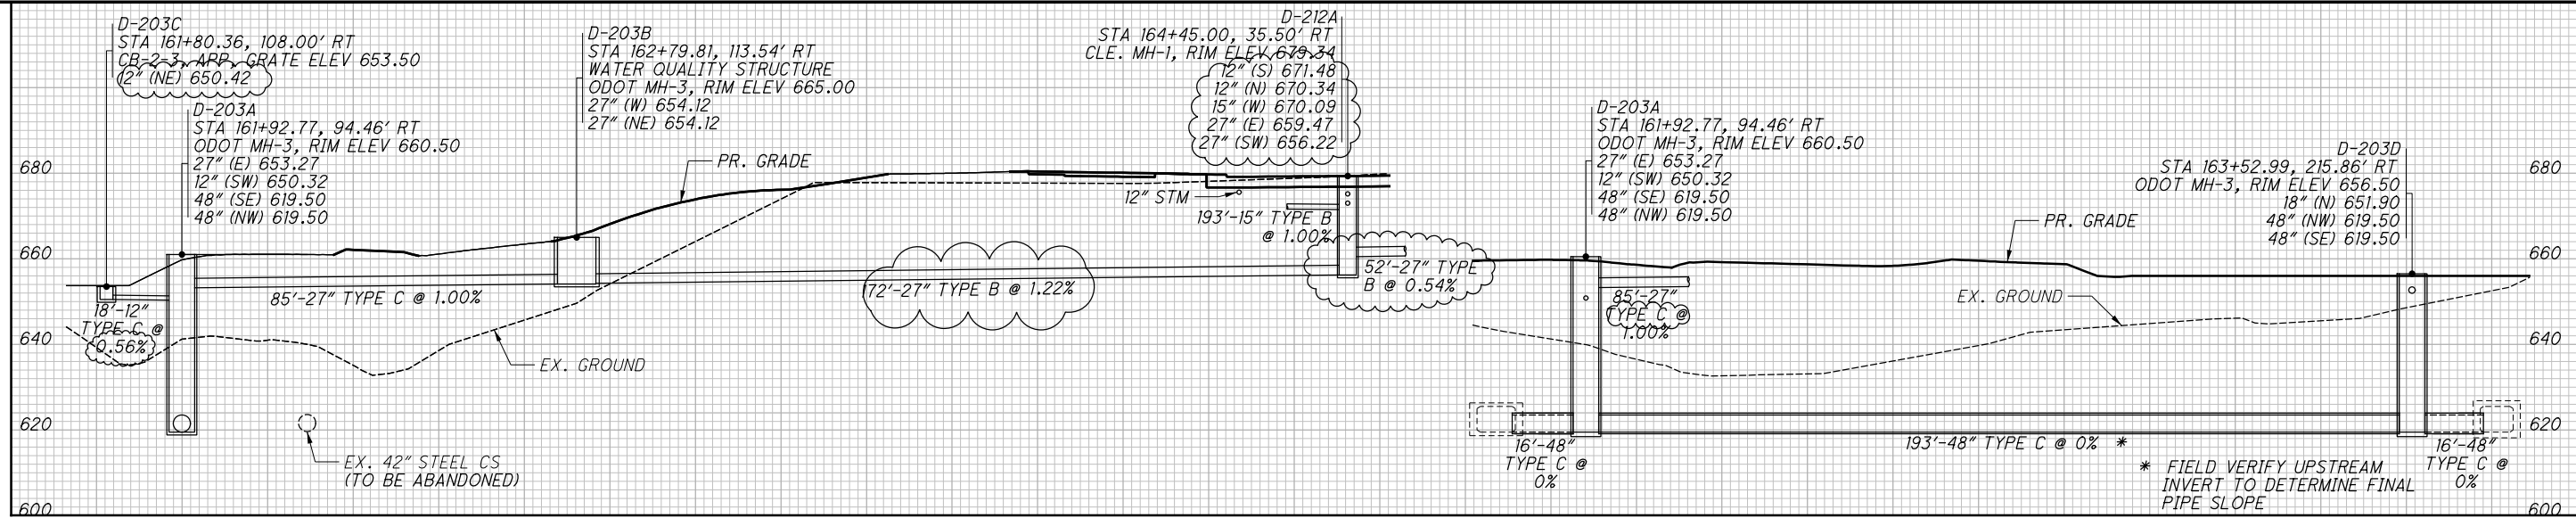 D-203C
STA 161+80.36, 108.00' RT
CB-2-3, APP. GRATE ELEV 653.50
12" (NE) 650.42
D-203A
STA 161+92.77, 94.46' RT
ODOT MH-3, RIM ELEV 660.50
27" (E) 653.27
12" (SW) 650.32
48" (SE) 619.50
48" (NW) 619.50
D-203B
STA 162+79.81, 113.54' RT
WATER QUALITY STRUCTURE
ODOT MH-3, RIM ELEV 665.00
27" (W) 654.12
27" (NE) 654.12
PR. GRADE
D-212A
STA 164+45.00, 35.50' RT
CLE. MH-1, RIM ELEV 679.34
12" (S) 671.48
12" (N) 670.34
15" (W) 670.09
27" (E) 659.47
27" (SW) 656.22
12" STM
193'-15" TYPE B
@ 1.00%
D-203A
STA 161+92.77, 94.46' RT
ODOT MH-3, RIM ELEV 660.50
27" (E) 653.27
12" (SW) 650.32
48" (SE) 619.50
48" (NW) 619.50
D-203D
STA 163+52.99, 215.86' RT
ODOT MH-3, RIM ELEV 656.50
18" (N) 651.90
48" (NW) 619.50
48" (SE) 619.50
PR. GRADE
680
660
640
620
600
680
660
640
620
600
18'-12"
TYPE C @
0.56%
85'-27" TYPE C @ 1.00%
172'-27" TYPE B @ 1.22%
52'-27" TYPE
B @ 0.54%
EX. GROUND
EX. 42" STEEL CS
(TO BE ABANDONED)
85'-27"
TYPE C @
1.00%
EX. GROUND
16'-48"
TYPE C @
0%
193'-48" TYPE C @ 0% *
16'-48"
TYPE C @
0%
* FIELD VERIFY UPSTREAM
INVERT TO DETERMINE FINAL
PIPE SLOPE